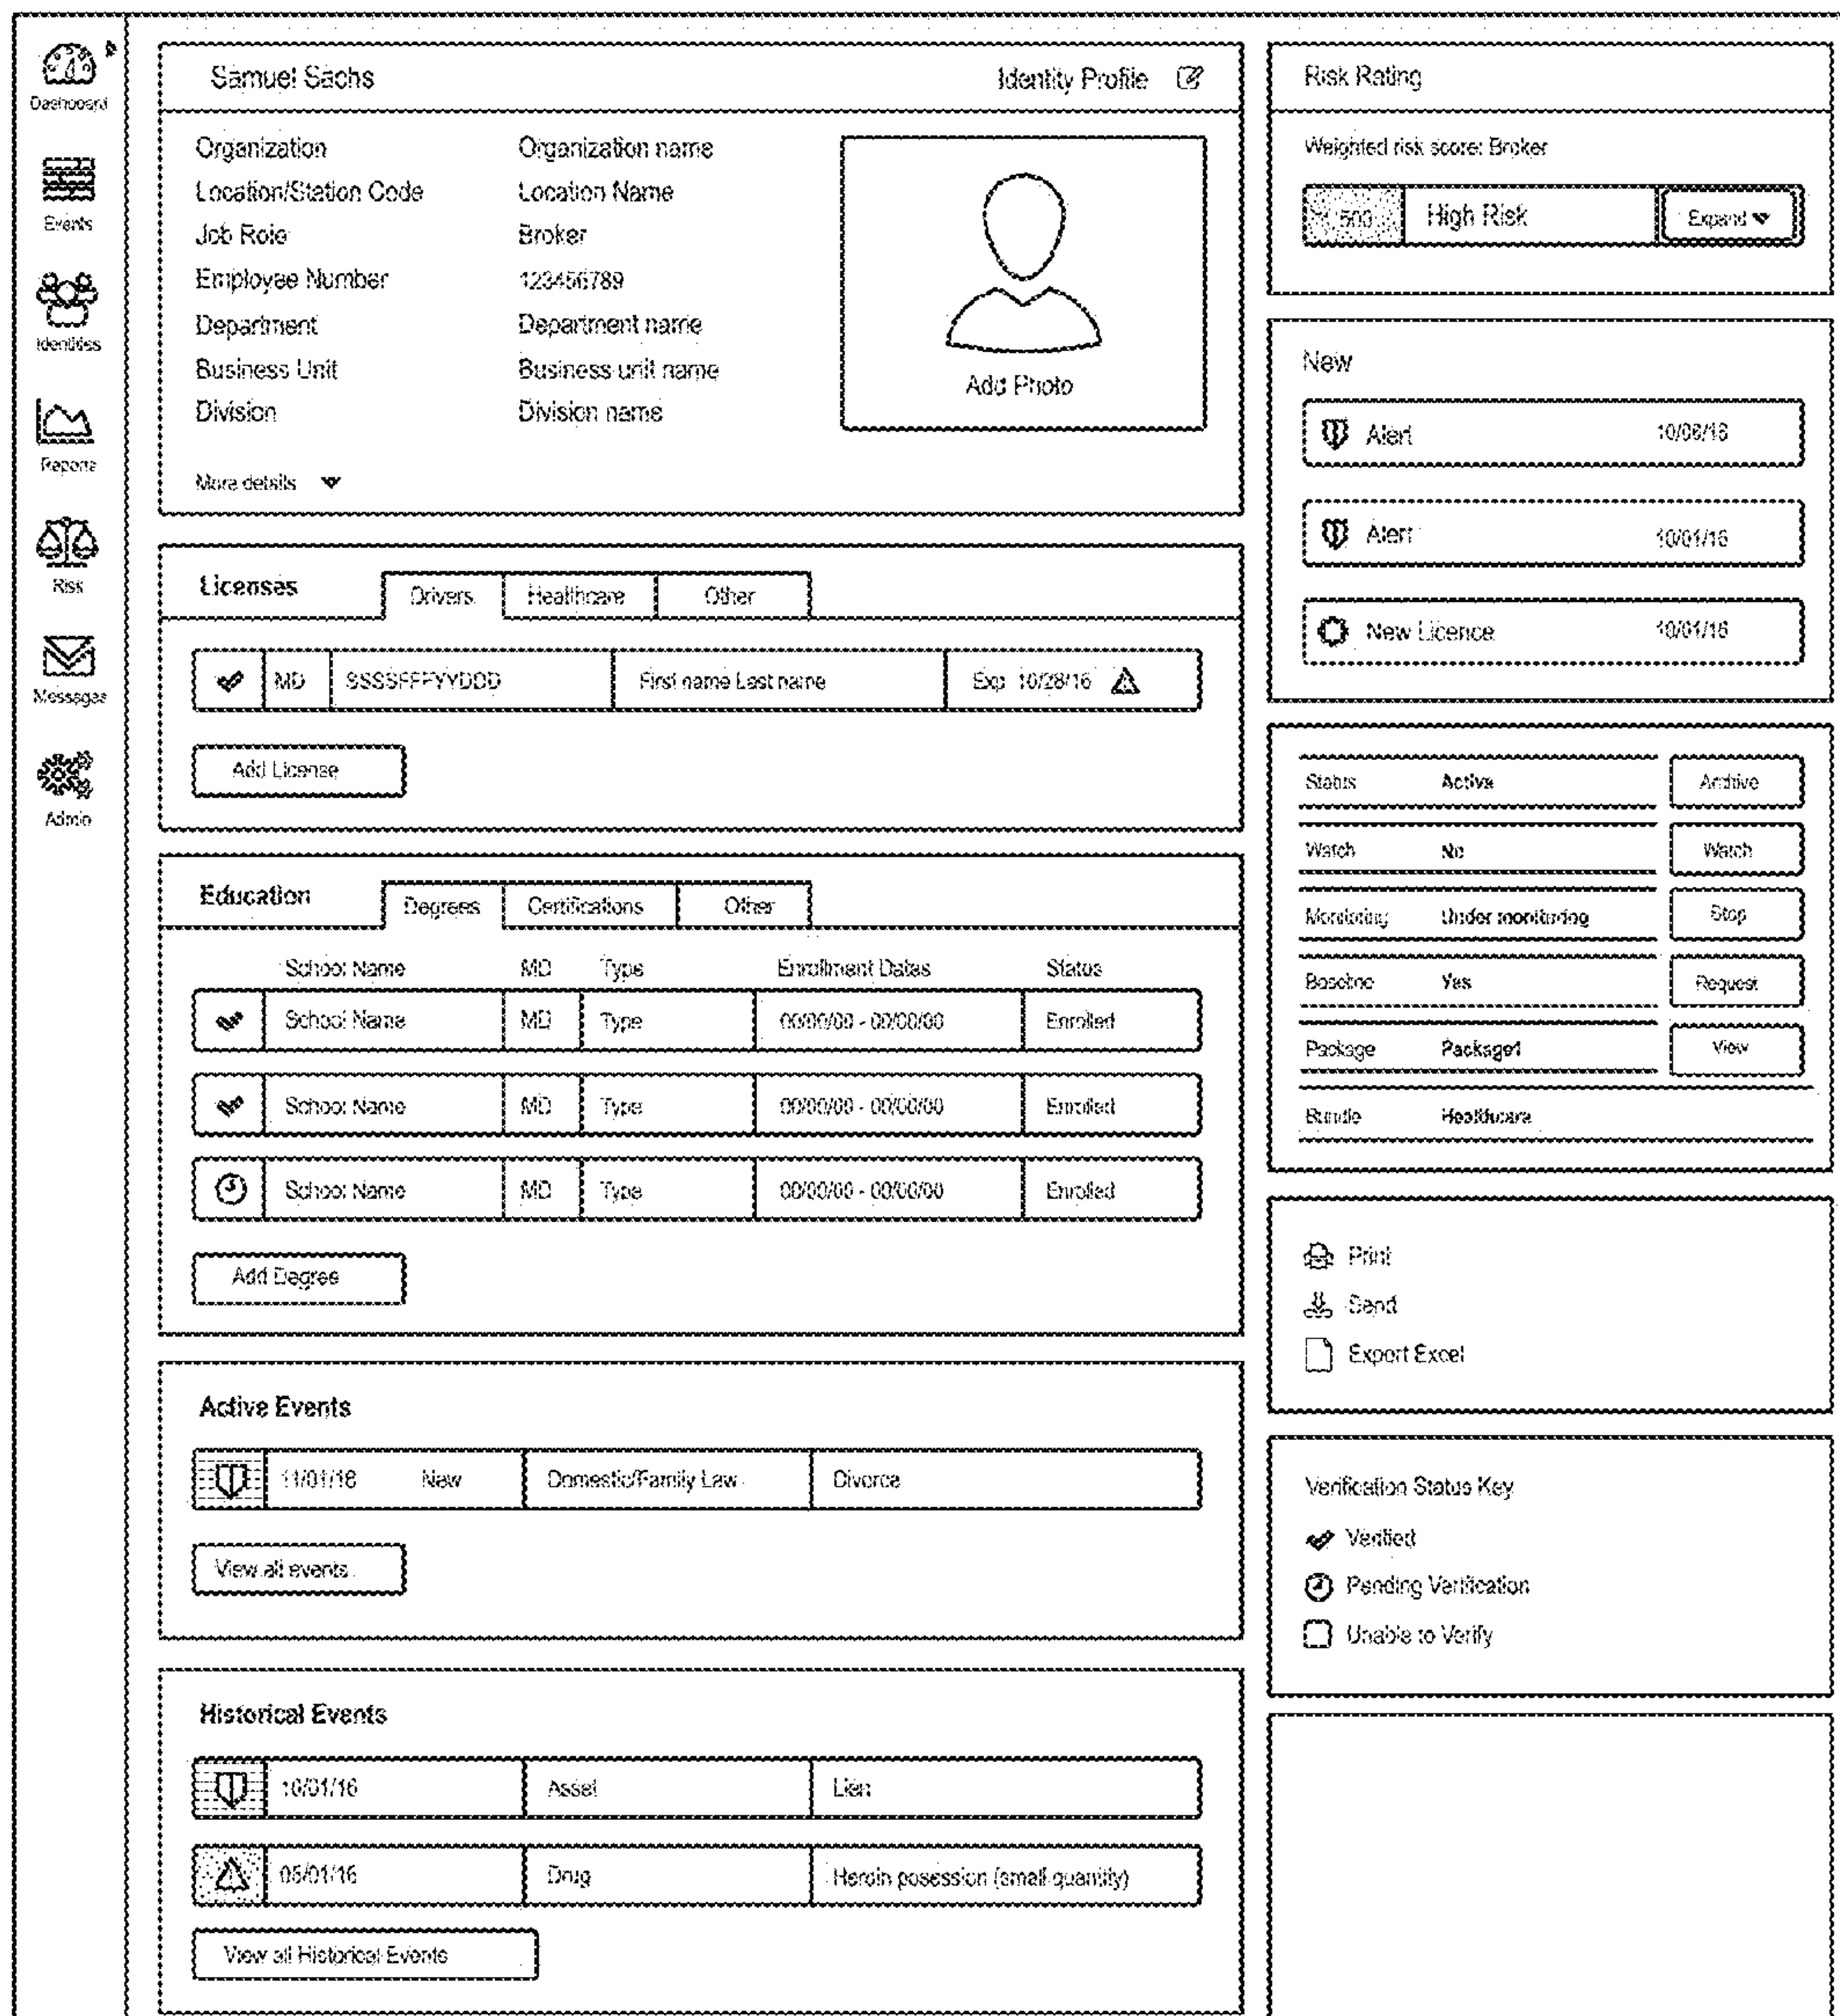 Dashboard
Events
Identities
Reports
Risk
Messages
Admin
Samuel Sachs Identity Profile
Organization Organization name
Location/Station Code Location Name
Job Role Broker
Employee Number 123456789
Department Department name
Business Unit Business unit name
Division Division name
Add Photo
More details
Licenses Drivers Healthcare Other
MD SSSSFFFYYDDD First name Last name Exp 10/28/16
Add License
Education Degrees Certifications Other
School Name MD Type Enrollment Dates Status
School Name MD Type 00/00/00 - 00/00/00 Enrolled
School Name MD Type 00/00/00 - 00/00/00 Enrolled
School Name MD Type 00/00/00 - 00/00/00 Enrolled
Add Degree
Active Events
11/01/16 New Domestic/Family Law Divorce
View all events
Historical Events
10/01/16 Asset Lien
05/01/16 Drug Heroin posession (small quantity)
View all Historical Events
Risk Rating
Weighted risk score: Broker
500 High Risk Expand
New
Alert
Alert 10/01/16
New Licence 10/01/16
Status Active Archive
Watch No Watch
Monitoring Under monitoring Stop
Baseline Yes Request
Package Package1 View
Bundle Healthcare
Print
Send
Export Excel
Verification Status Key
Verified
Pending Verification
Unable to Verify